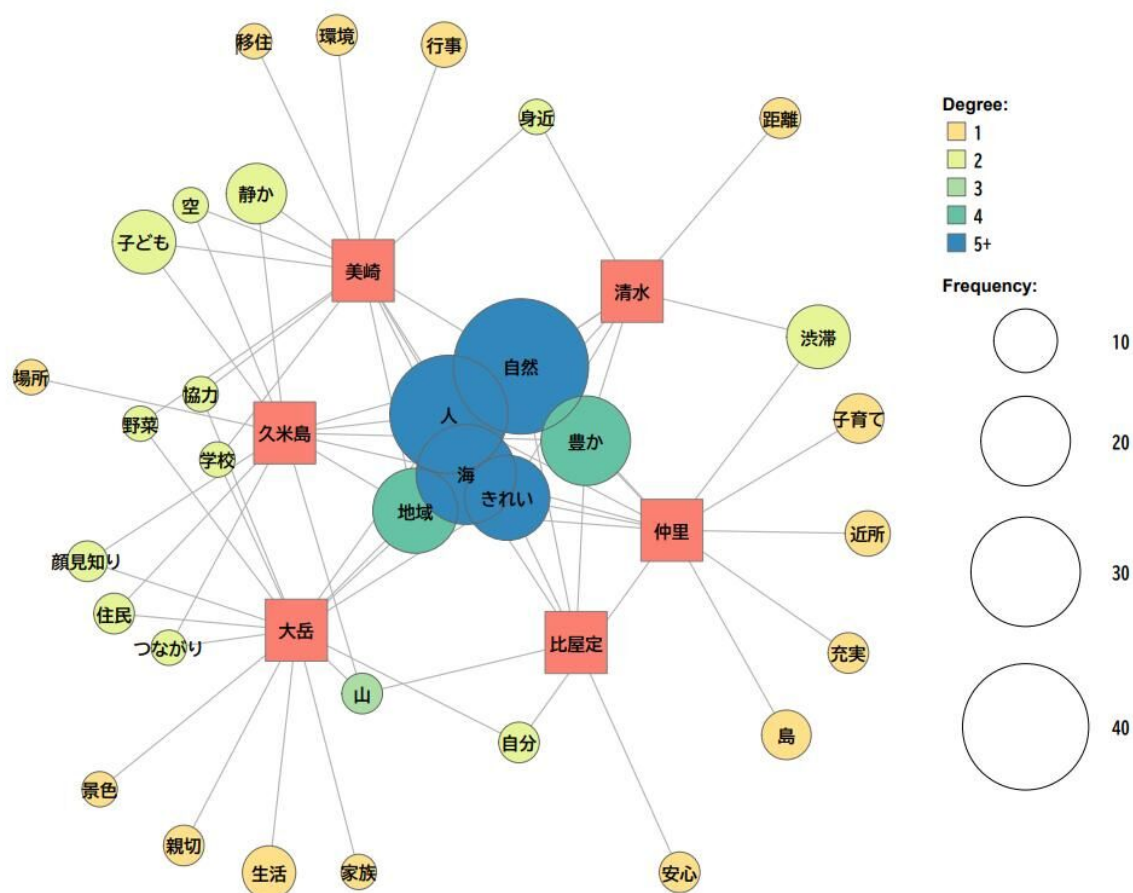 移住
環境
行事
身近
距離
静か
空
子ども
美崎
清水
渋滞
自然
場所
協力
人
子育て
野菜
久米島
豊か
学校
海
きれい
地域
仲里
近所
顔見知り
住民
大岳
比屋定
つながり
充実
山
島
自分
景色
親切
生活
家族
安心
Degree:
1
2
3
4
5+
Frequency:
10
20
30
40